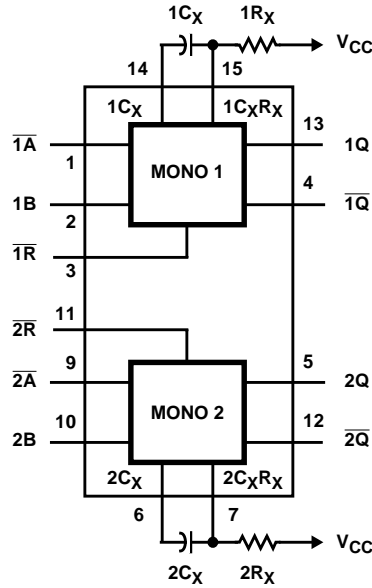 1CX 1RX
VCC
14 15
1CX 1CXRX
1A 1 13 1Q
MONO 1
1B 2 4 1Q
1R 3
2R 11
2A 9 5 2Q
MONO 2
2B 10 12 2Q
2CX 2CXRX
6 7
VCC
2CX 2RX